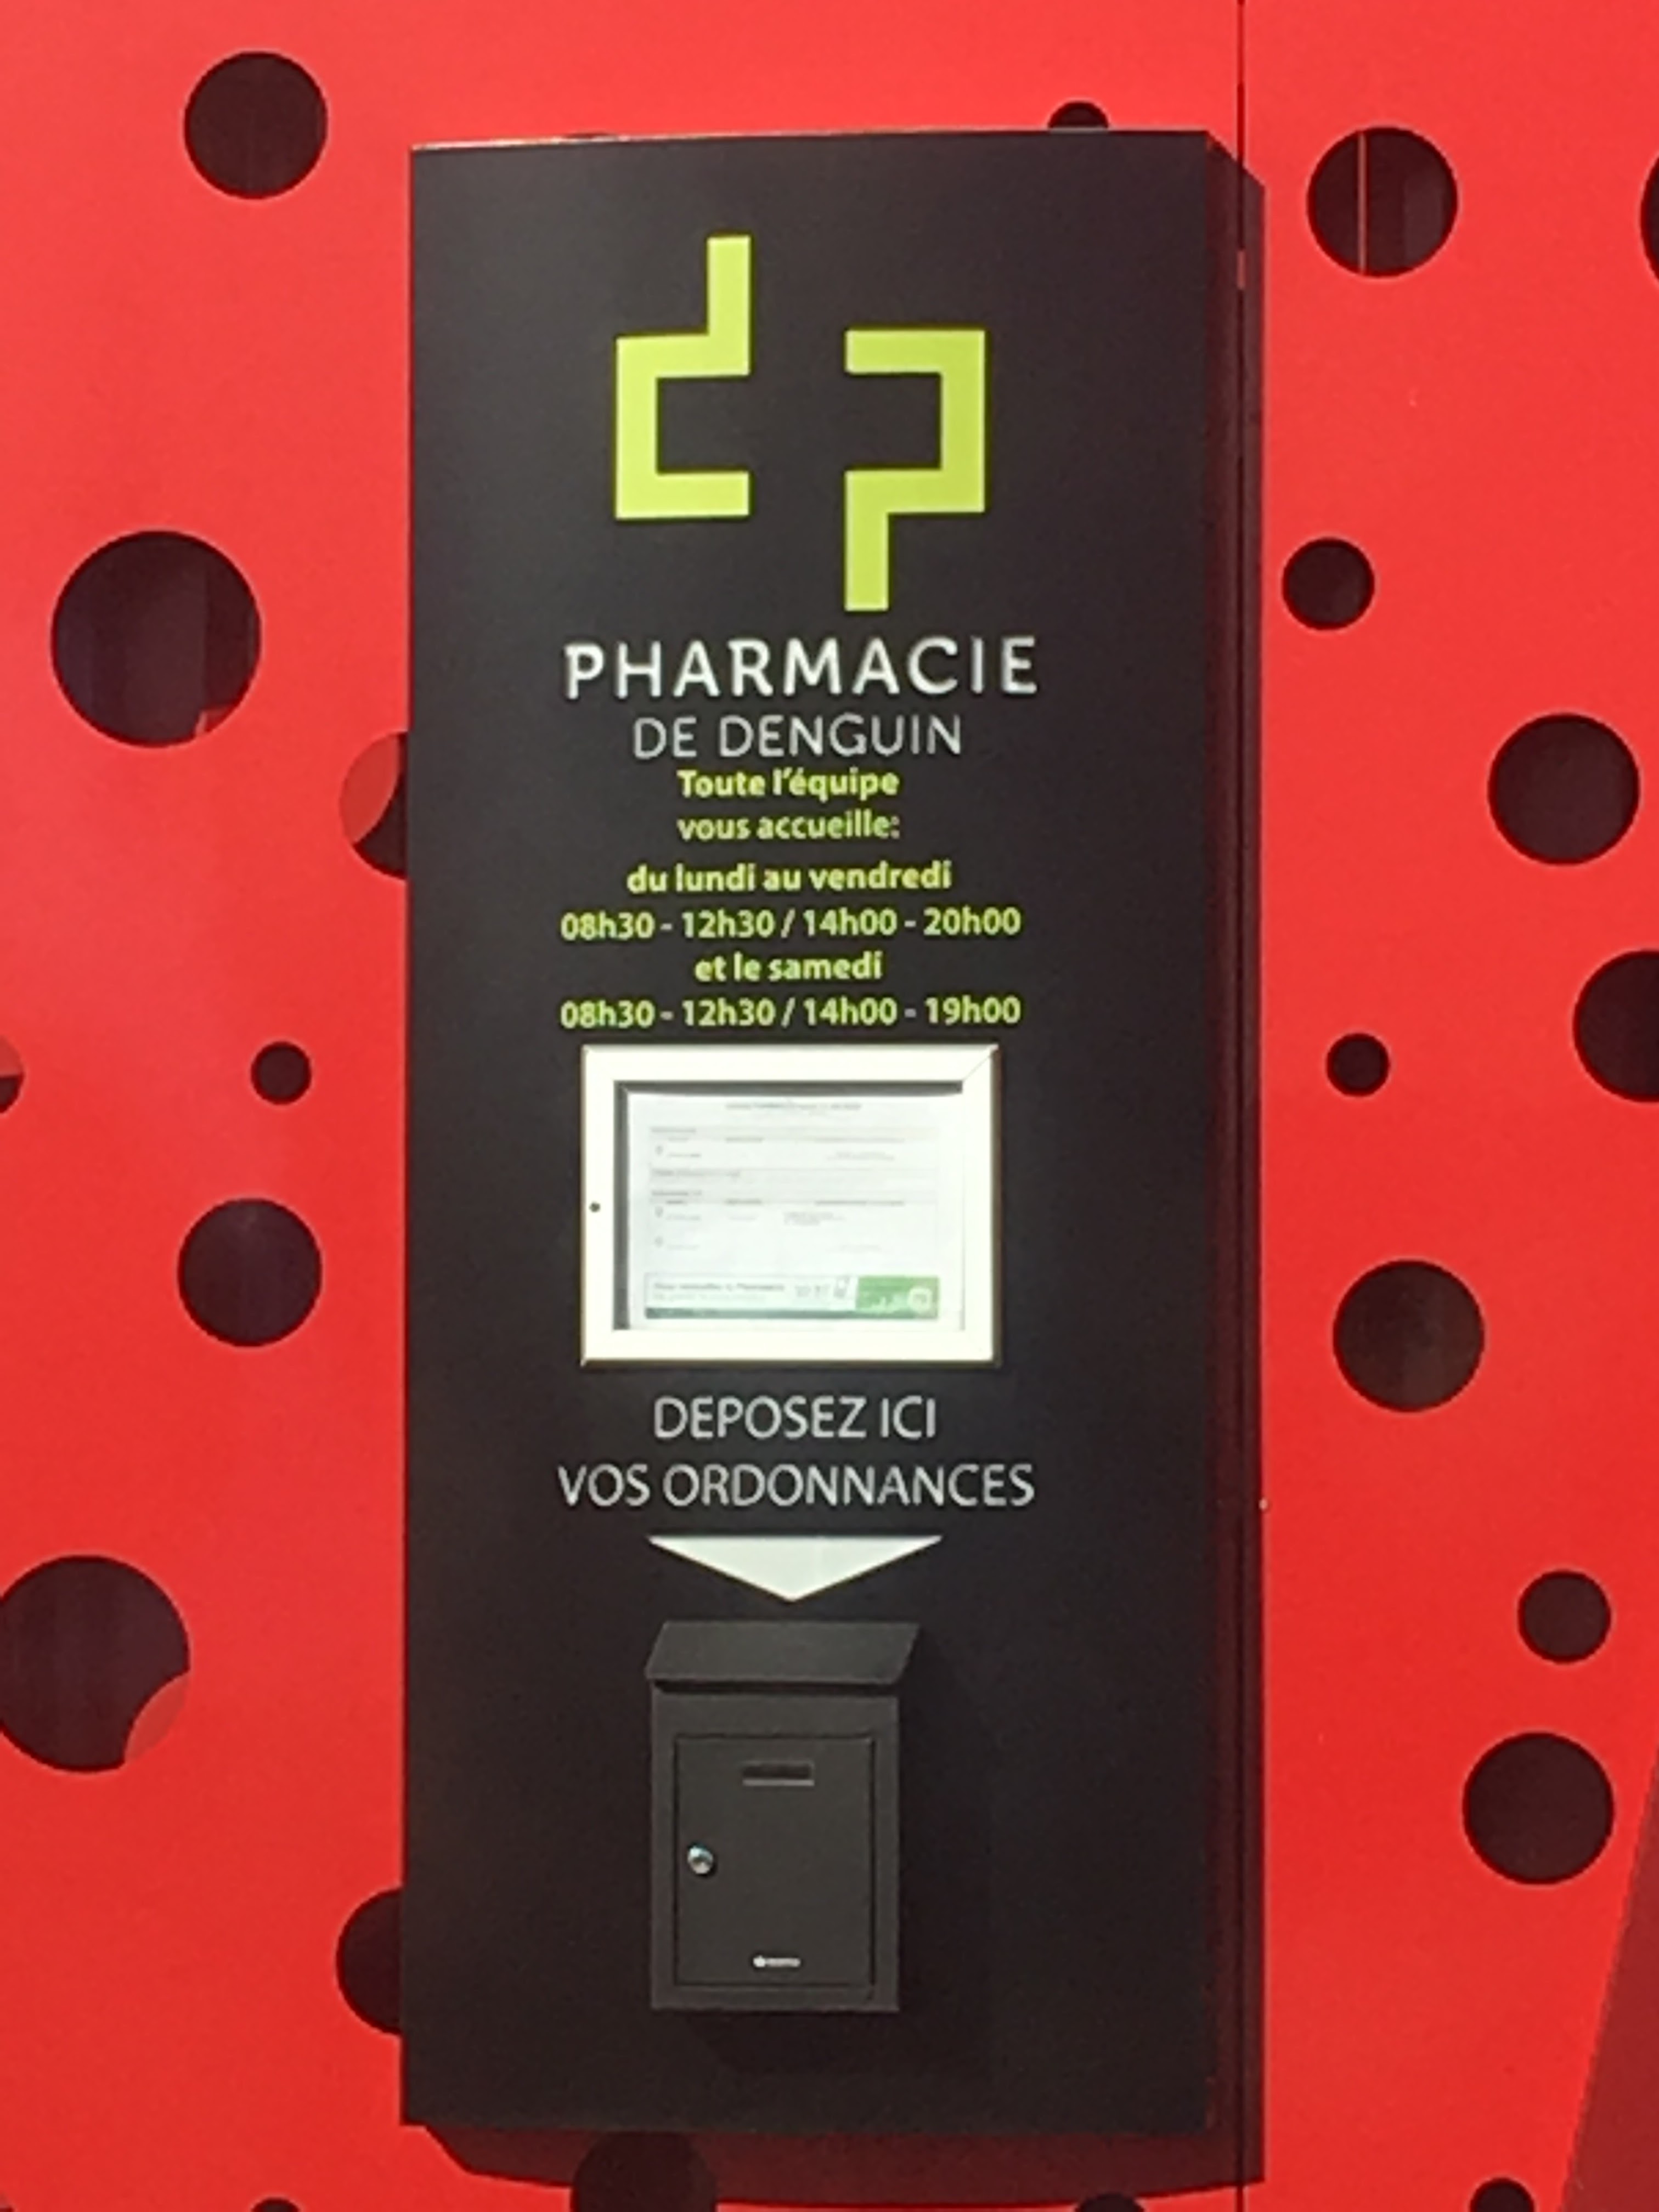 dp
PHARMACIE
DE DENGUIN
Toute l'équipe
vous accueille:
du lundi au vendredi
08h30 - 12h30 / 14h00 - 20h00
et le samedi
08h30 - 12h30 / 14h00 - 19h00
DEPOSEZ ICI
VOS ORDONNANCES